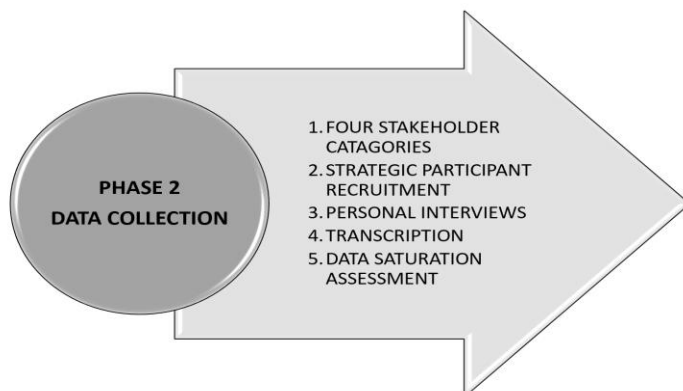 PHASE 2
DATA COLLECTION
1. FOUR STAKEHOLDER
CATAGORIES
2. STRATEGIC PARTICIPANT
RECRUITMENT
3. PERSONAL INTERVIEWS
4. TRANSCRIPTION
5. DATA SATURATION
ASSESSMENT